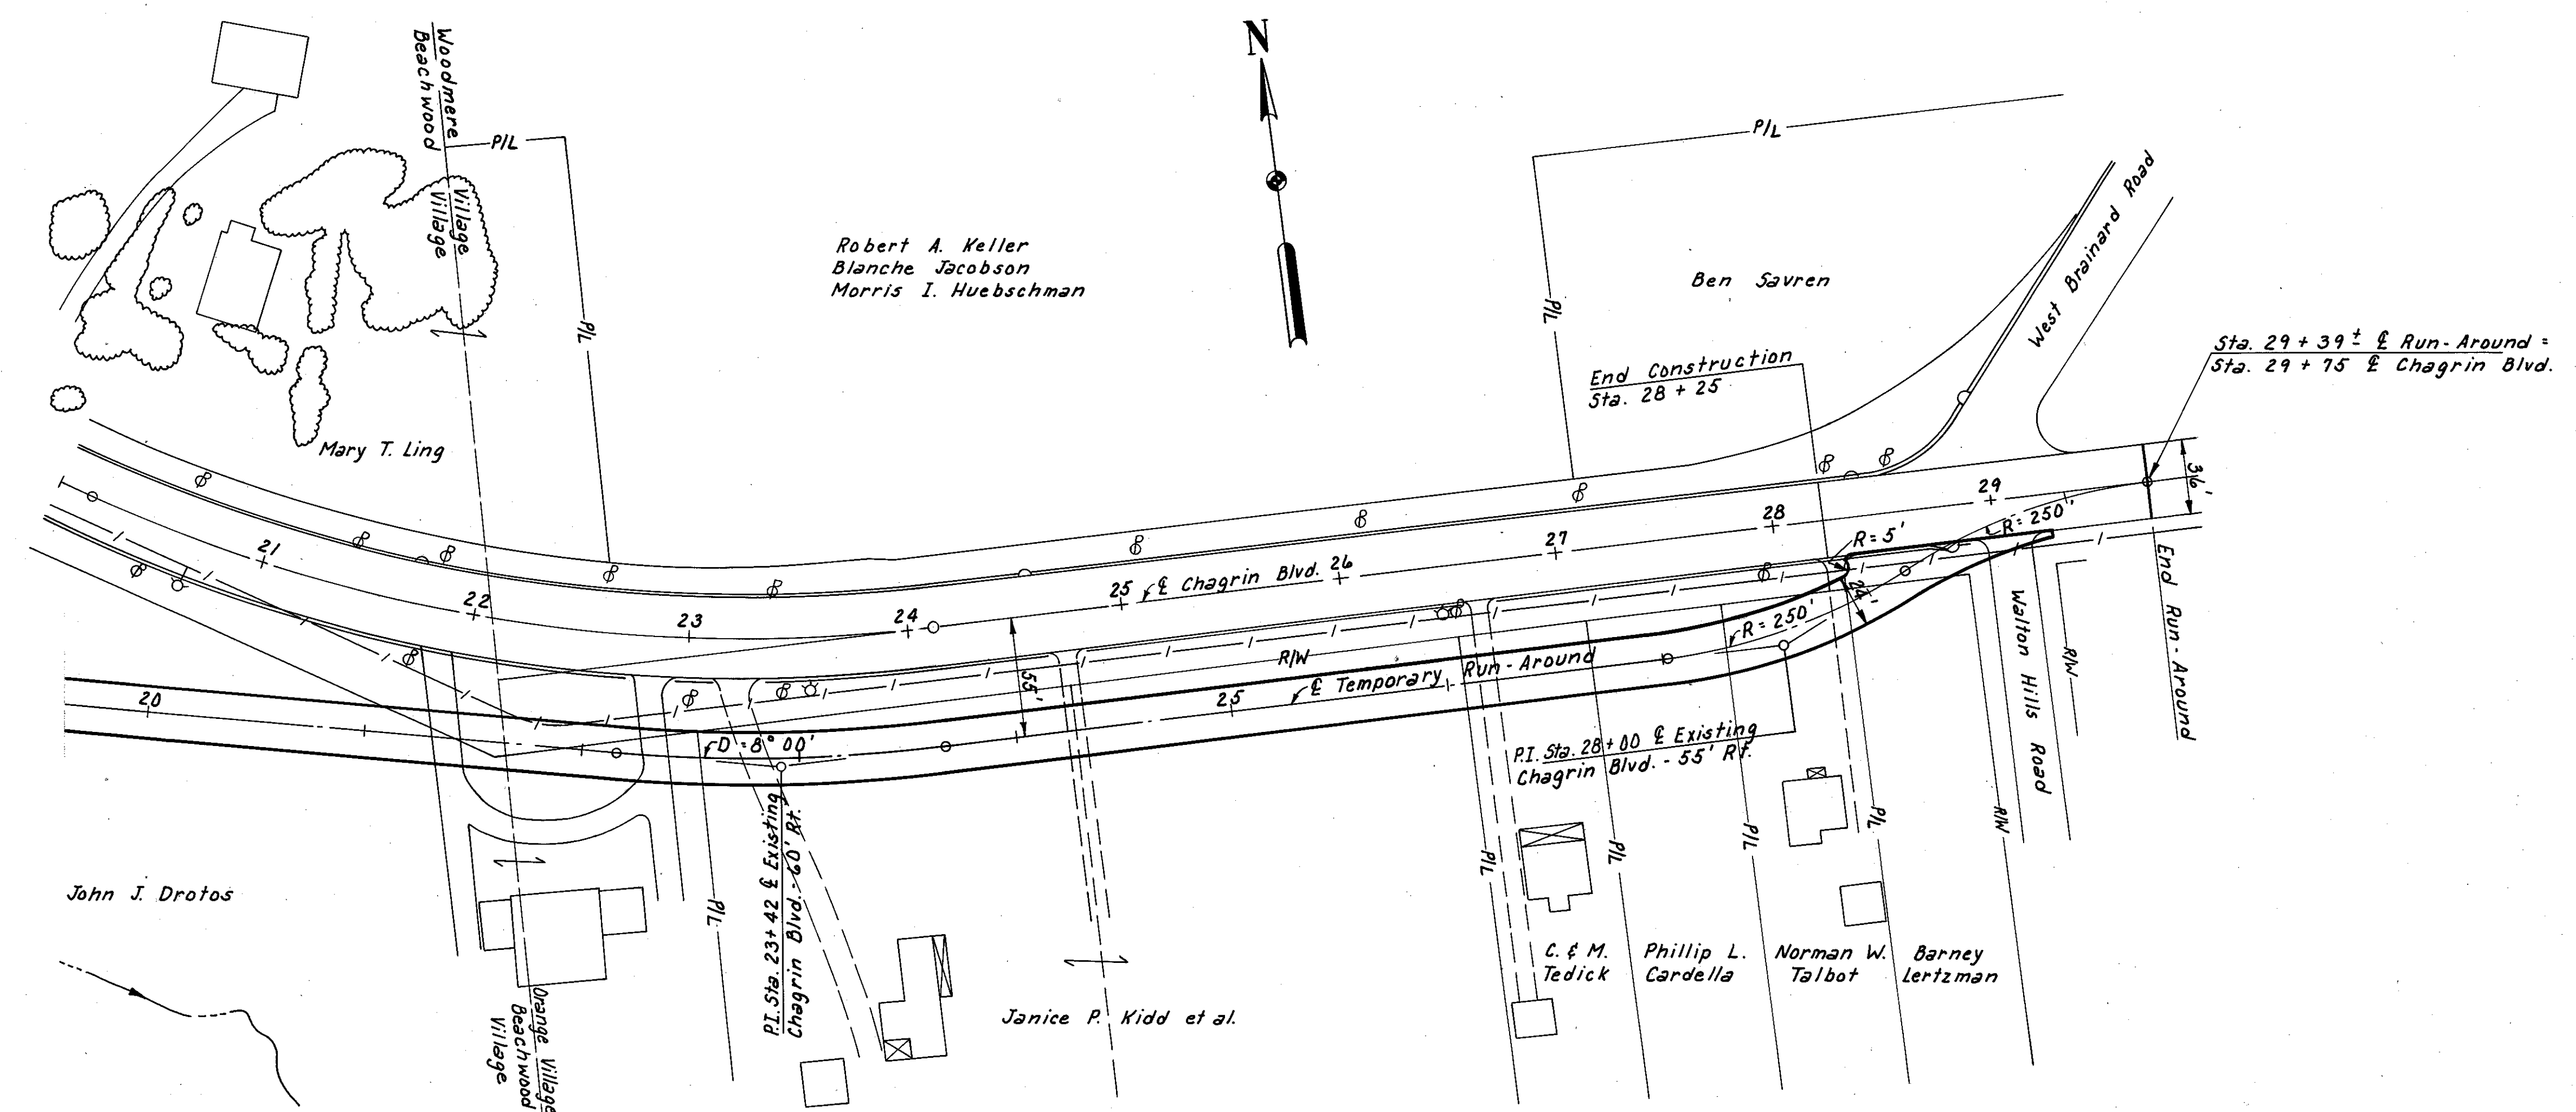 N
Woodmere
Beachwood
Village
Village
P/L
P/L
P/L
P/L
Robert A. Keller
Blanche Jacobson
Morris I. Huebschman
Ben Savren
West Brainard Road
End Construction
Sta. 28 + 25
Sta. 29 + 39 ± ℄ Run-Around =
Sta. 29 + 75 ℄ Chagrin Blvd.
36'
Mary T. Ling
21
22
23
24
25
℄ Chagrin Blvd.
26
27
28
29
R=5'
R=250'
24'
R=250'
55'
R/W
℄ Temporary Run-Around
20
25
D = 8° 00'
P.I. Sta. 23+42 ℄ Existing
Chagrin Blvd. - 60' Rt.
P.I. Sta. 28+00 ℄ Existing
Chagrin Blvd. - 55' Rt.
Walton Hills Road
R/W
R/W
End Run-Around
P/L
P/L
P/L
P/L
P/L
John J. Drotos
Janice P. Kidd et al.
C. & M.
Tedick
Phillip L.
Cardella
Norman W.
Talbot
Barney
Lertzman
Orange Village
Beachwood
Village